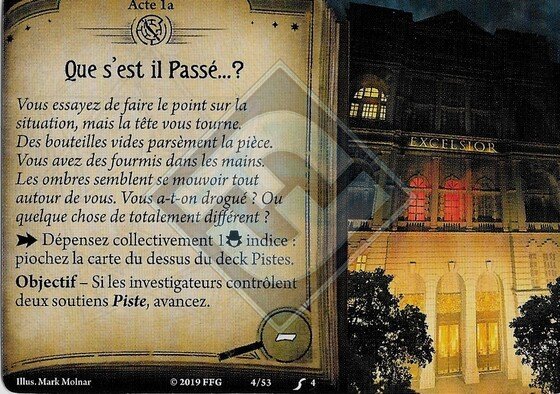 Acte 1a
Que s'est il Passé...?
Vous essayez de faire le point sur la
situation, mais la tête vous tourne.
Des bouteilles vides parsèment la pièce.
Vous avez des fourmis dans les mains.
Les ombres semblent se mouvoir tout
autour de vous. Vous a-t-on drogué ? Ou
quelque chose de totalement différent ?
Dépensez collectivement 1 indice :
piochez la carte du dessus du deck Pistes.
Objectif – Si les investigateurs contrôlent
deux soutiens Piste, avancez.
–
EXCELSIOR
Illus. Mark Molnar © 2019 FFG 4/53 4